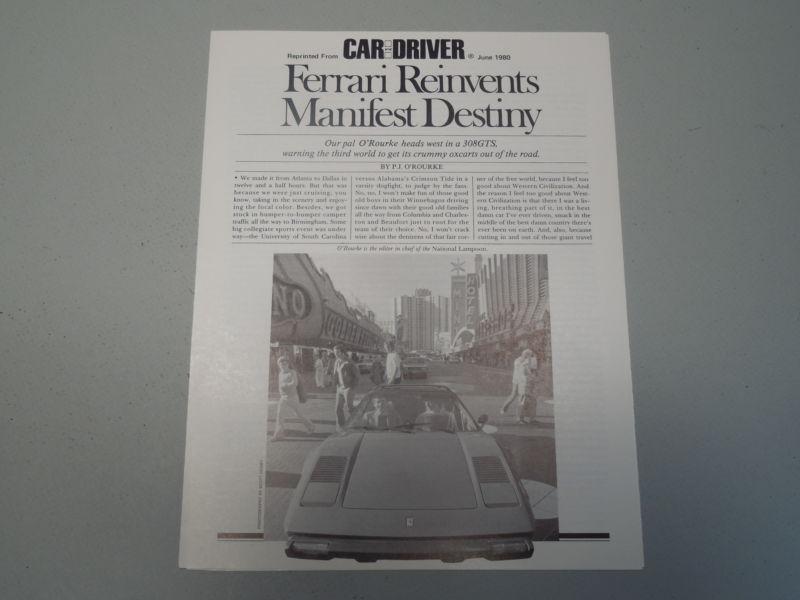 Reprinted From CAR AND DRIVER ® June 1980
Ferrari Reinvents
Manifest Destiny
Our pal O'Rourke heads west in a 308GTS,
warning the third world to get its crummy oxcarts out of the road.
BY P.J. O'ROURKE
• We made it from Atlanta to Dallas in
twelve and a half hours. But that was
because we were just cruising, you
know, taking in the scenery and enjoy-
ing the local color. Besides, we got
stuck in bumper-to-bumper camper
traffic all the way to Birmingham. Some
big collegiate sports event was under
way—the University of South Carolina
versus Alabama's Crimson Tide in a
varsity dogfight, to judge by the fans.
No, no, I won't make fun of those good
old boys in their Winnebagos driving
since dawn with their good old families
all the way from Columbia and Charles-
ton and Beaufort just to root for the
team of their choice. No, I won't crack
wise about the denizens of that fair cor-
ner of the free world, because I feel too
good about Western Civilization. And
the reason I feel too good about West-
ern Civilization is that there I was a liv-
ing, breathing part of it, in the best
damn car I've ever driven, smack in the
middle of the best damn country there's
ever been on earth. And, also, because
cutting in and out of those giant travel
O'Rourke is the editor in chief of the National Lampoon.
NO
GOLDEN
HOTEL